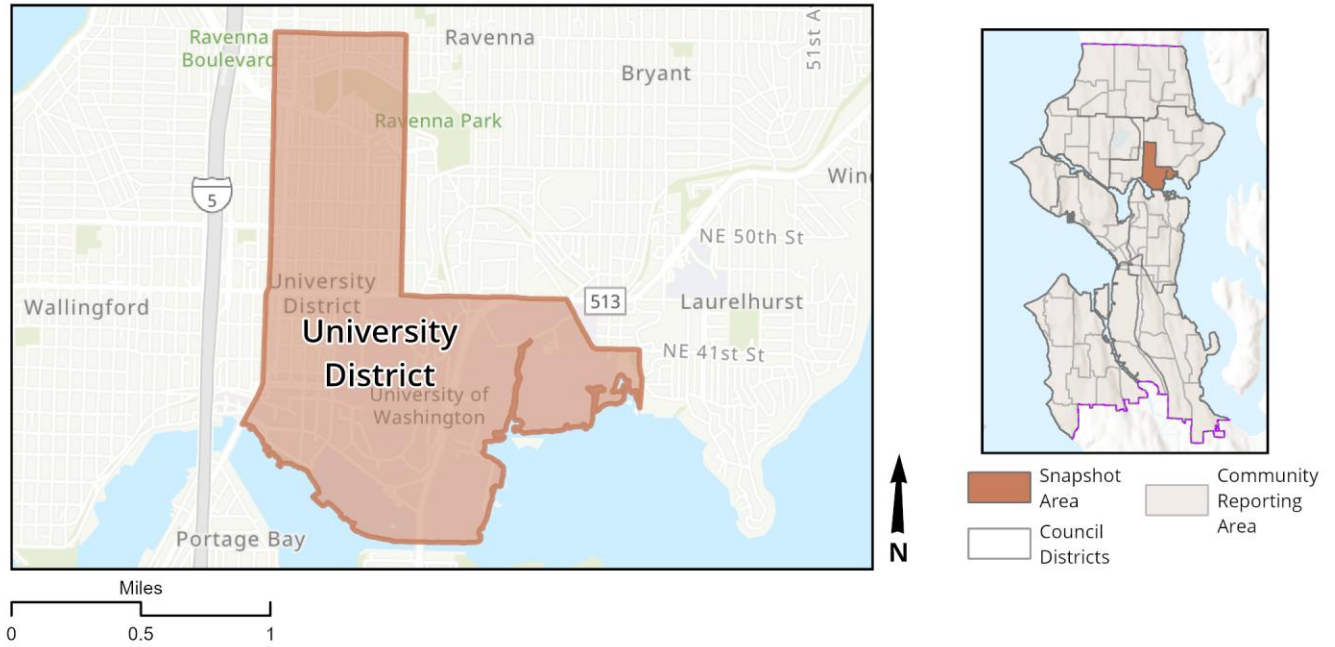 Ravenna
Boulevard
Ravenna
Bryant
51st A
Ravenna Park
Win
5
NE 50th St
University
District
513
Laurelhurst
Wallingford
University
District
NE 41st St
University of
Washington
Portage Bay
N
Miles
0 0.5 1
Snapshot
Area
Community
Reporting
Area
Council
Districts